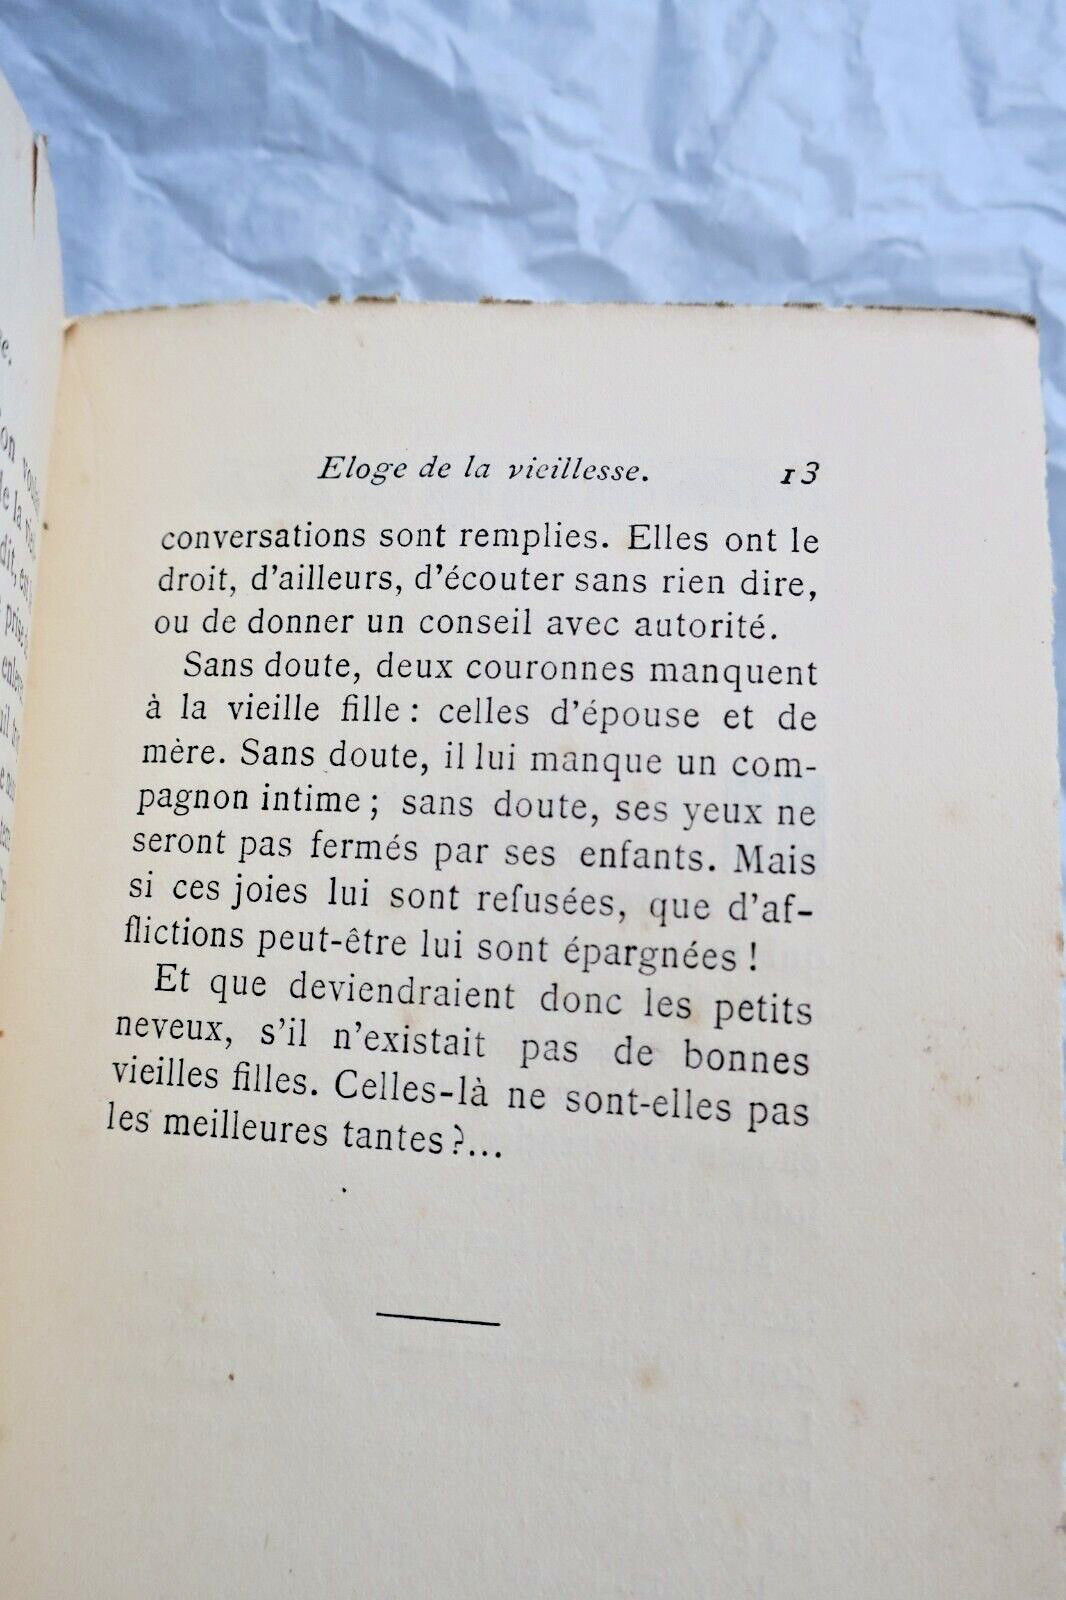 Eloge de la vieillesse. 13
conversations sont remplies. Elles ont le
droit, d'ailleurs, d'écouter sans rien dire,
ou de donner un conseil avec autorité.
Sans doute, deux couronnes manquent
à la vieille fille : celles d'épouse et de
mère. Sans doute, il lui manque un com-
pagnon intime ; sans doute, ses yeux ne
seront pas fermés par ses enfants. Mais
si ces joies lui sont refusées, que d'af-
flictions peut-être lui sont épargnées !
Et que deviendraient donc les petits
neveux, s'il n'existait pas de bonnes
vieilles filles. Celles-là ne sont-elles pas
les meilleures tantes ?...